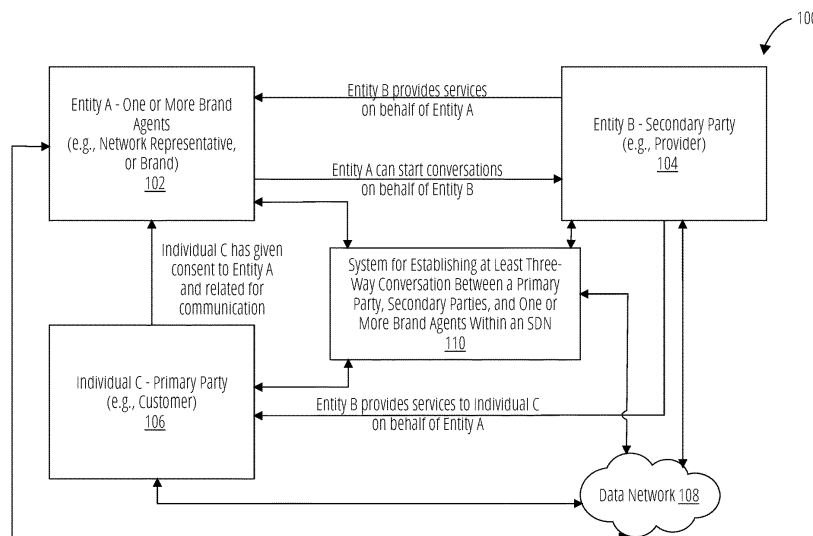 100
Entity A - One or More Brand
Agents
(e.g., Network Representative,
or Brand)
102
Entity B provides services
on behalf of Entity A
Entity B - Secondary Party
(e.g., Provider)
104
Entity A can start conversations
on behalf of Entity B
Individual C has given
consent to Entity A
and related for
communication
System for Establishing at Least Three-
Way Conversation Between a Primary
Party, Secondary Parties, and One or
More Brand Agents Within an SDN
110
Individual C - Primary Party
(e.g., Customer)
106
Entity B provides services to Individual C
on behalf of Entity A
Data Network 108